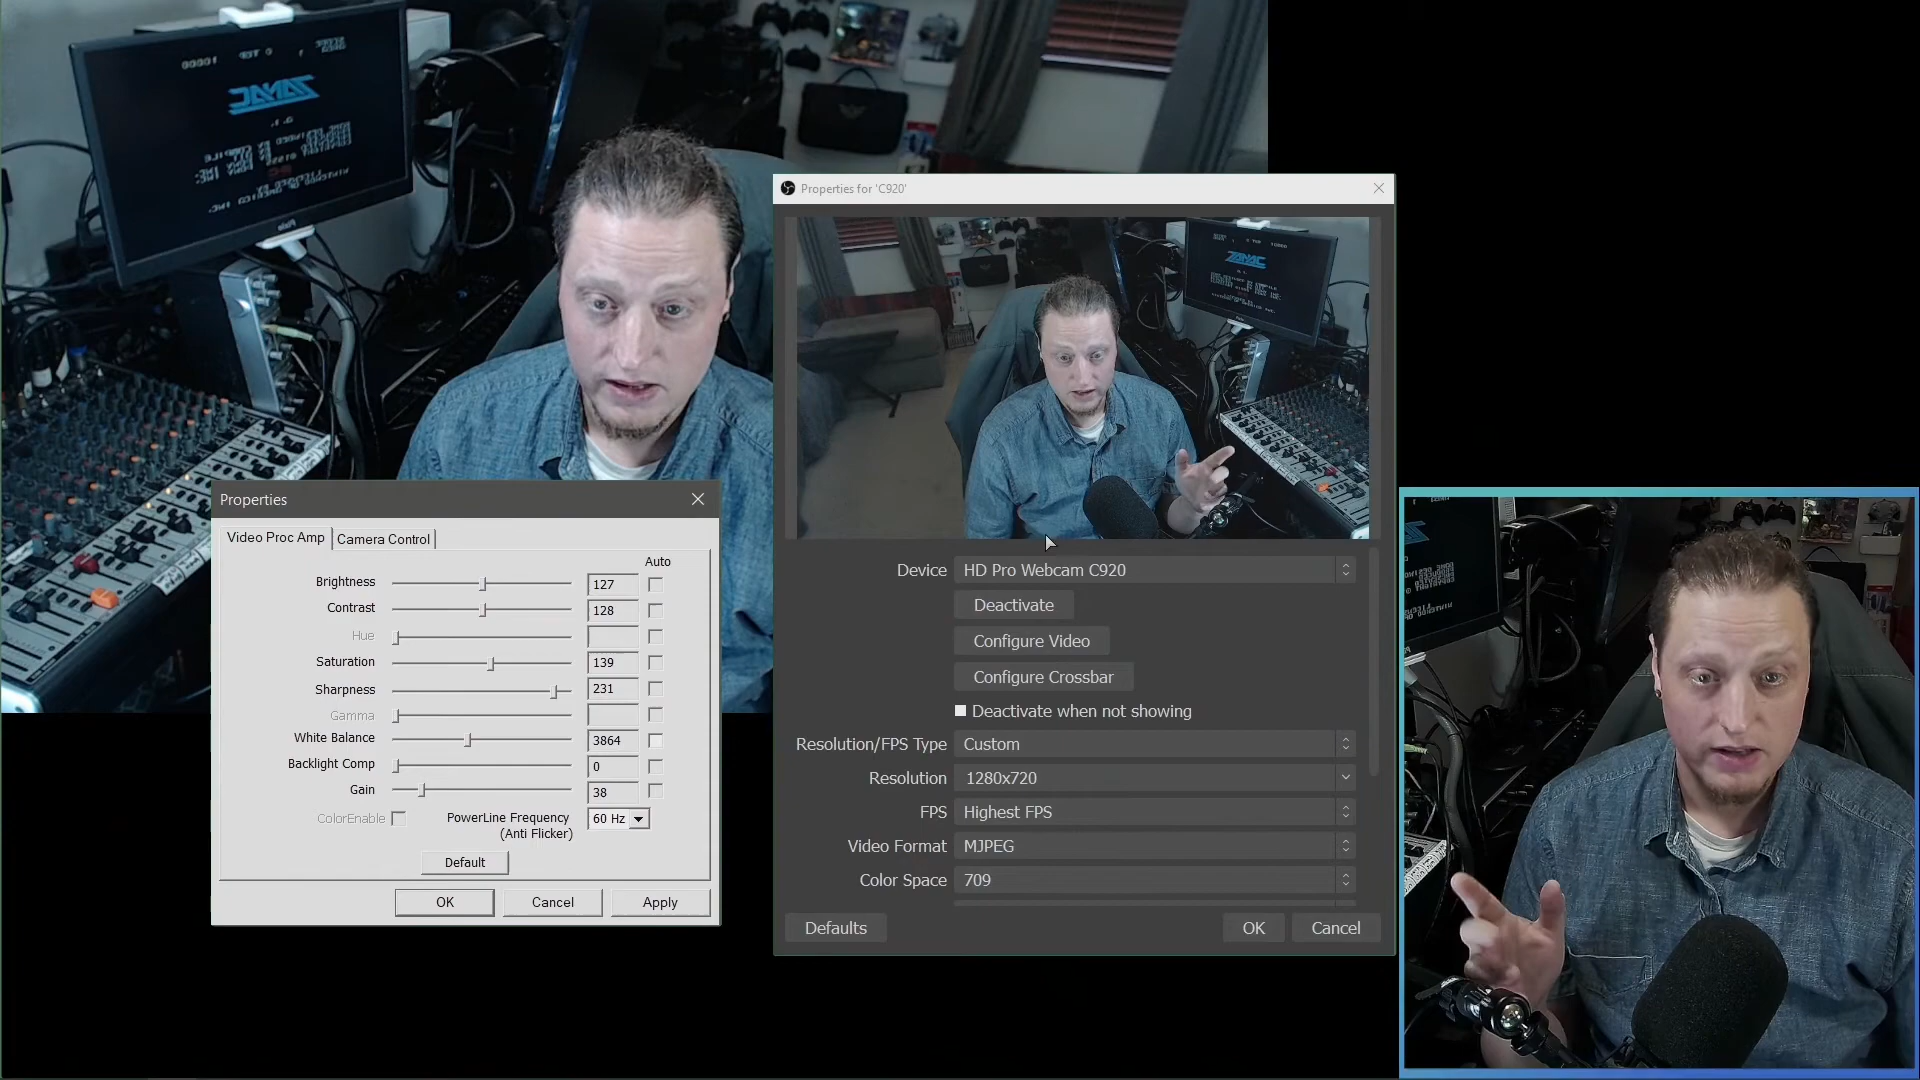 ZANAC
Properties for 'C920'
ZANAC
Device
HD Pro Webcam C920
Deactivate
Configure Video
Configure Crossbar
Deactivate when not showing
Resolution/FPS Type
Custom
Resolution
1280x720
FPS
Highest FPS
Video Format
MJPEG
Color Space
709
Defaults
OK
Cancel
Properties
Video Proc Amp
Camera Control
Auto
Brightness
127
Contrast
128
Hue
Saturation
139
Sharpness
231
Gamma
White Balance
3864
Backlight Comp
0
Gain
38
ColorEnable
PowerLine Frequency
(Anti Flicker)
60 Hz
Default
OK
Cancel
Apply